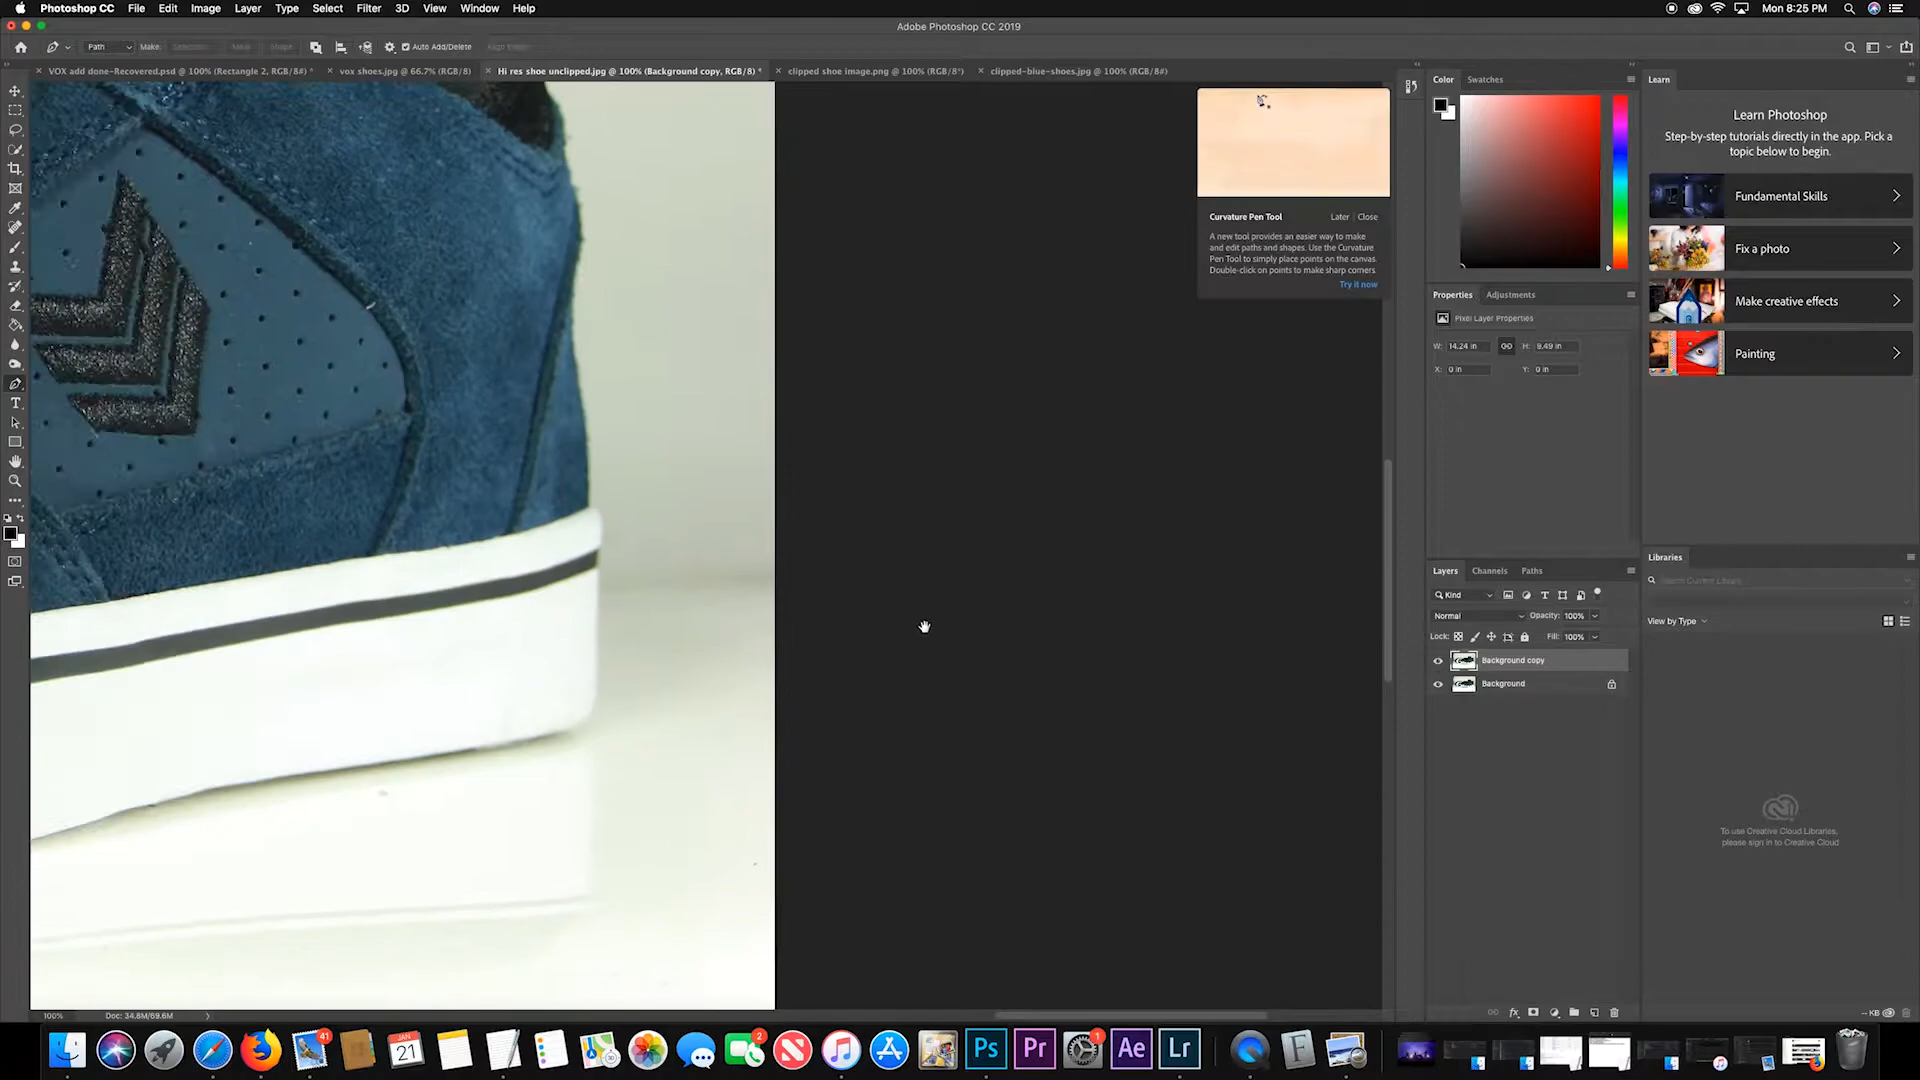 Photoshop CC File Edit Image Layer Type Select Filter 3D View Window Help
Mon 8:25 PM
Adobe Photoshop CC 2019
Path Make: Auto Add/Delete
VOX add done-Recovered.psd @ 100% (Rectangle 2, RGB/8#) *
vox shoes.jpg @ 66.7% (RGB/8)
Hi res shoe unclipped.jpg @ 100% (Background copy, RGB/8) *
clipped shoe image.png @ 100% (RGB/8*)
clipped-blue-shoes.jpg @ 100% (RGB/8#)
Curvature Pen Tool Later Close
A new tool provides an easier way to make
and edit paths and shapes. Use the Curvature
Pen Tool to simply place points on the canvas.
Double-click on points to make sharp corners
Try it now
Color Swatches
Properties Adjustments
Pixel Layer Properties
W: 14.24 in H: 9.49 in
X: 0 in Y: 0 in
Layers Channels Paths
Kind
Normal Opacity: 100%
Lock: Fill: 100%
Background copy
Background
Learn
Learn Photoshop
Step-by-step tutorials directly in the app. Pick a
topic below to begin.
Fundamental Skills
Fix a photo
Make creative effects
Painting
Libraries
Search Current Library
View by Type
To use Creative Cloud Libraries,
please sign in to Creative Cloud
-- KB
100% Doc: 34.8M/69.6M
41
JAN
21
2
1
Ps
Pr
Ae
Lr